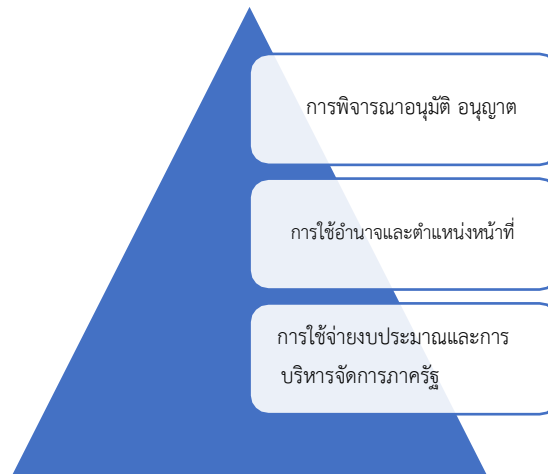 การพิจารณาอนุมัติ อนุญาต
การใช้อำนาจและตำแหน่งหน้าที่
การใช้จ่ายงบประมาณและการ
บริหารจัดการภาครัฐ